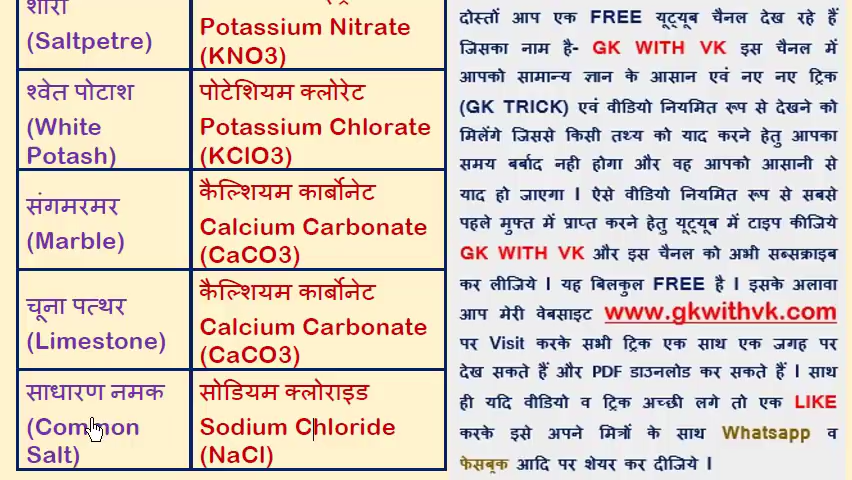 शोरा
(Saltpetre)
Potassium Nitrate
(KNO3)
श्वेत पोटाश
(White
Potash)
पोटेशियम क्लोरेट
Potassium Chlorate
(KClO3)
संगमरमर
(Marble)
कैल्शियम कार्बोनेट
Calcium Carbonate
(CaCO3)
चूना पत्थर
(Limestone)
कैल्शियम कार्बोनेट
Calcium Carbonate
(CaCO3)
साधारण नमक
(Common
Salt)
सोडियम क्लोराइड
Sodium Chloride
(NaCl)
दोस्तों आप एक FREE यूट्यूब चैनल देख रहे हैं
जिसका नाम है- GK WITH VK इस चैनल में
आपको सामान्य ज्ञान के आसान एवं नए नए ट्रिक
(GK TRICK) एवं वीडियो नियमित रूप से देखने को
मिलेंगे जिससे किसी तथ्य को याद करने हेतु आपका
समय बर्बाद नही होगा और वह आपको आसानी से
याद हो जाएगा । ऐसे वीडियो नियमित रूप से सबसे
पहले मुफ्त में प्राप्त करने हेतु यूट्यूब में टाइप कीजिये
GK WITH VK और इस चैनल को अभी सब्सक्राइब
कर लीजिये । यह बिलकुल FREE है । इसके अलावा
आप मेरी वेबसाइट www.gkwithvk.com
पर Visit करके सभी ट्रिक एक साथ एक जगह पर
देख सकते हैं और PDF डाउनलोड कर सकते हैं । साथ
ही यदि वीडियो व ट्रिक अच्छी लगे तो एक LIKE
करके इसे अपने मित्रों के साथ Whatsapp व
फेसबुक आदि पर शेयर कर दीजिये ।